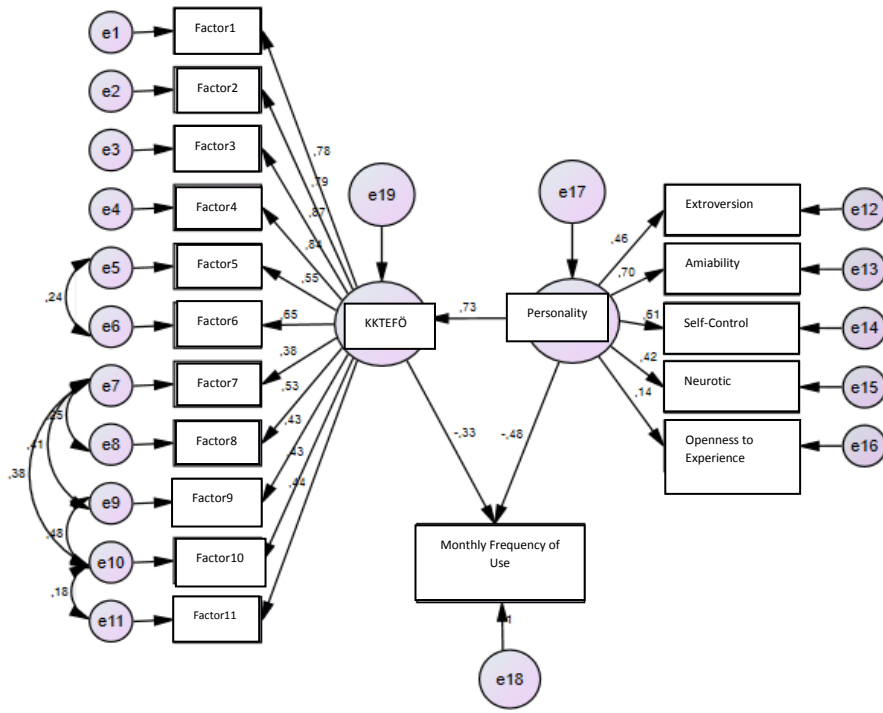 e1
Factor1
e2
Factor2
e3
Factor3
e4
Factor4
e5
Factor5
e6
Factor6
e7
Factor7
e8
Factor8
e9
Factor9
e10
Factor10
e11
Factor11
,24
,25
,41
,38
,48
,18
,78
,79
,87
,84
,55
,65
,38
,53
,43
,43
,44
e19
KKTEFÖ
,73
e17
Personality
,46
,70
,61
,42
,14
Extroversion
e12
Amiability
e13
Self-Control
e14
Neurotic
e15
Openness to
Experience
e16
-,33
-,48
Monthly Frequency of
Use
1
e18